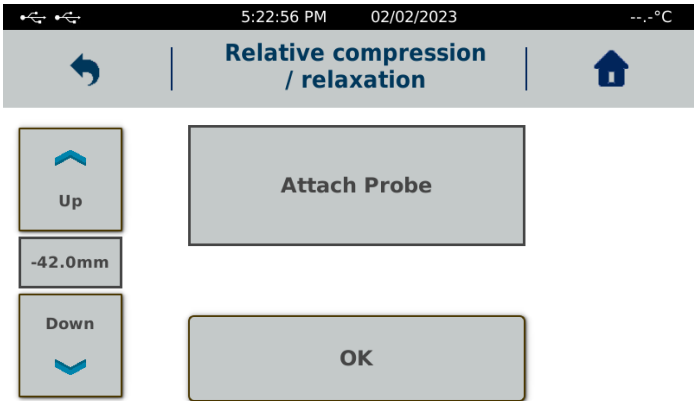 5:22:56 PM 02/02/2023 --.-°C
Relative compression
/ relaxation
Up
Attach Probe
-42.0mm
Down
OK